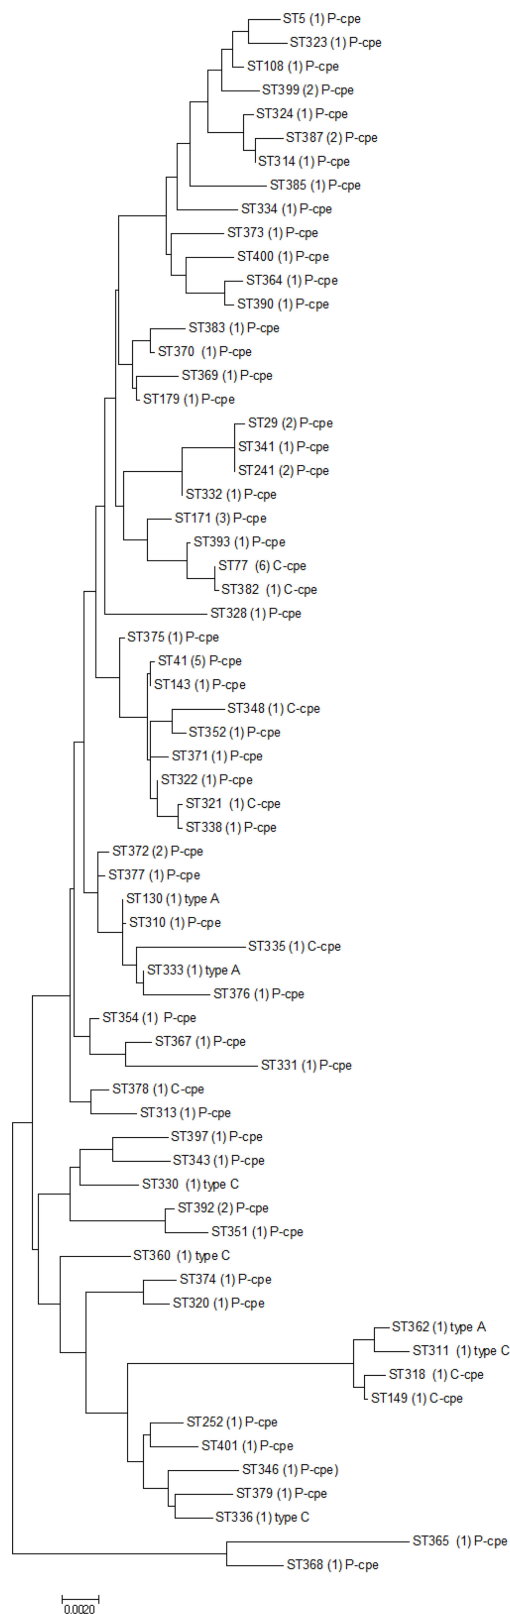 ST5 (1) P-cpe
ST323 (1) P-cpe
ST108 (1) P-cpe
ST399 (2) P-cpe
ST324 (1) P-cpe
ST387 (2) P-cpe
ST314 (1) P-cpe
ST385 (1) P-cpe
ST334 (1) P-cpe
ST373 (1) P-cpe
ST400 (1) P-cpe
ST364 (1) P-cpe
ST390 (1) P-cpe
ST383 (1) P-cpe
ST370 (1) P-cpe
ST369 (1) P-cpe
ST179 (1) P-cpe
ST29 (2) P-cpe
ST341 (1) P-cpe
ST241 (2) P-cpe
ST332 (1) P-cpe
ST171 (3) P-cpe
ST393 (1) P-cpe
ST77 (6) C-cpe
ST382 (1) C-cpe
ST328 (1) P-cpe
ST375 (1) P-cpe
ST41 (5) P-cpe
ST143 (1) P-cpe
ST348 (1) C-cpe
ST352 (1) P-cpe
ST371 (1) P-cpe
ST322 (1) P-cpe
ST321 (1) C-cpe
ST338 (1) P-cpe
ST372 (2) P-cpe
ST377 (1) P-cpe
ST130 (1) type A
ST310 (1) P-cpe
ST335 (1) C-cpe
ST333 (1) type A
ST376 (1) P-cpe
ST354 (1) P-cpe
ST367 (1) P-cpe
ST331 (1) P-cpe
ST378 (1) C-cpe
ST313 (1) P-cpe
ST397 (1) P-cpe
ST343 (1) P-cpe
ST330 (1) type C
ST392 (2) P-cpe
ST351 (1) P-cpe
ST360 (1) type C
ST374 (1) P-cpe
ST320 (1) P-cpe
ST362 (1) type A
ST311 (1) type C
ST318 (1) C-cpe
ST149 (1) C-cpe
ST252 (1) P-cpe
ST401 (1) P-cpe
ST346 (1) P-cpe)
ST379 (1) P-cpe
ST336 (1) type C
ST365 (1) P-cpe
ST368 (1) P-cpe
0.0020